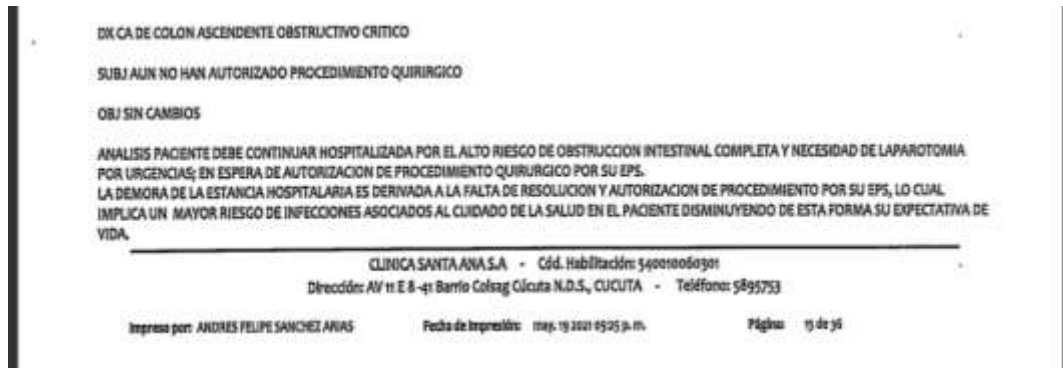 DX CA DE COLON ASCENDENTE OBSTRUCTIVO CRITICO
SUBJ AUN NO HAN AUTORIZADO PROCEDIMIENTO QUIRIRGICO
OBJ SIN CAMBIOS
ANALISIS PACIENTE DEBE CONTINUAR HOSPITALIZADA POR EL ALTO RIESGO DE OBSTRUCCION INTESTINAL COMPLETA Y NECESIDAD DE LAPAROTOMIA
POR URGENCIAS; EN ESPERA DE AUTORIZACION DE PROCEDIMIENTO QUIRURGICO POR SU EPS.
LA DEMORA DE LA ESTANCIA HOSPITALARIA ES DERIVADA A LA FALTA DE RESOLUCION Y AUTORIZACION DE PROCEDIMIENTO POR SU EPS, LO CUAL
IMPLICA UN MAYOR RIESGO DE INFECCIONES ASOCIADOS AL CUIDADO DE LA SALUD EN EL PACIENTE DISMINUYENDO DE ESTA FORMA SU EXPECTATIVA DE
VIDA.
CLINICA SANTA ANA S.A - Cód. Habilitación: 540010060301
Dirección: AV 11 E 8-41 Barrio Colsag Cúcuta N.D.S., CUCUTA - Teléfono: 5895753
Impreso por: ANDRES FELIPE SANCHEZ ARIAS Fecha de Impresión: may. 19 2021 05:25 p. m. Página: 15 de 36